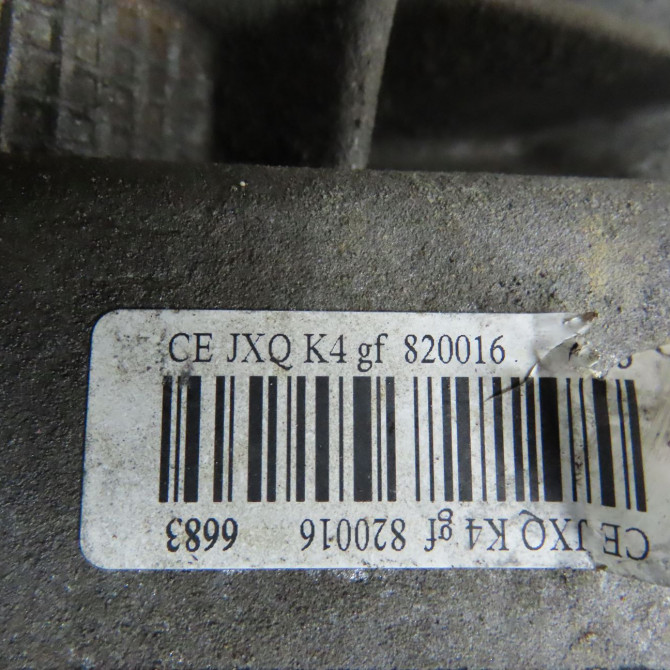 CE JXQ K4 gf 820016
CE JXQ K4 gf 820016 6683